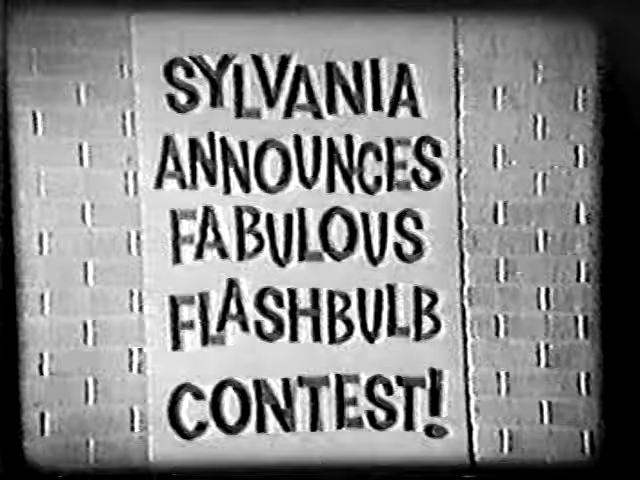 SYLVANIA
ANNOUNCES
FABULOUS
FLASHBULB
CONTEST!